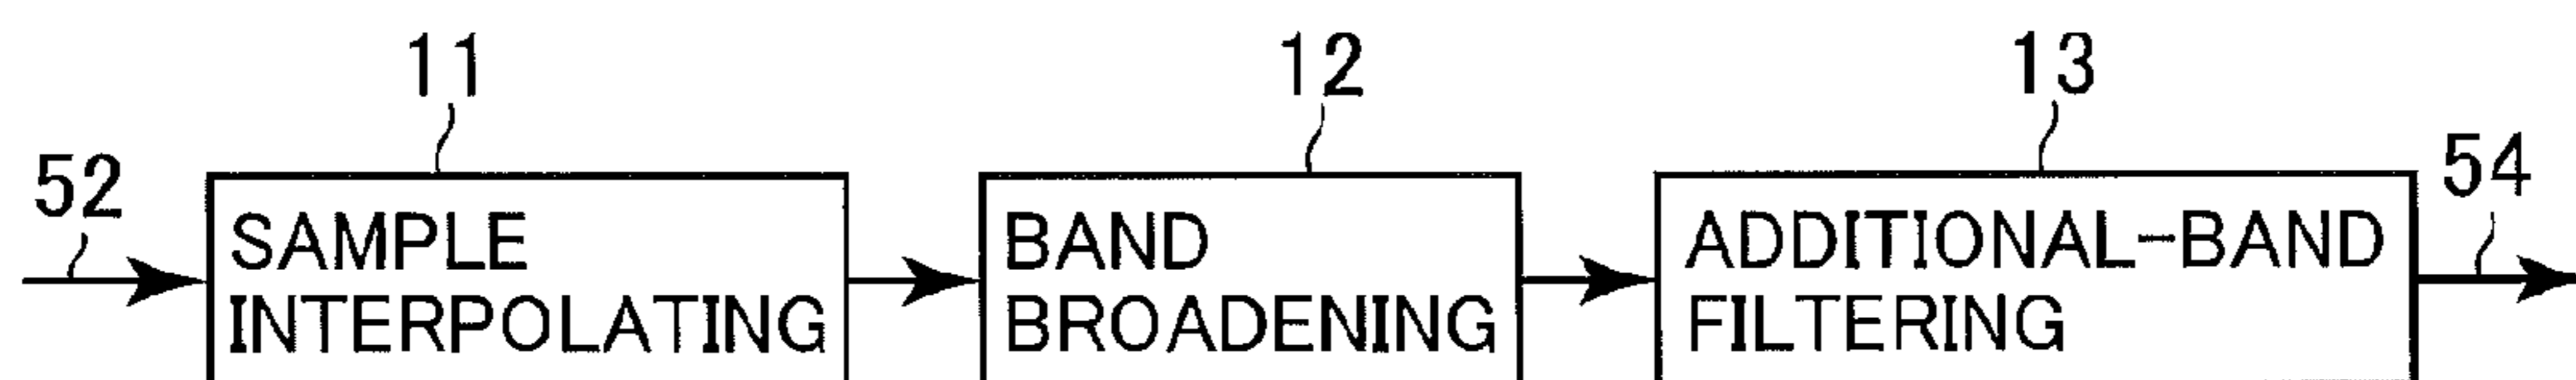 11
12
13
52
54
SAMPLE
INTERPOLATING
BAND
BROADENING
ADDITIONAL-BAND
FILTERING